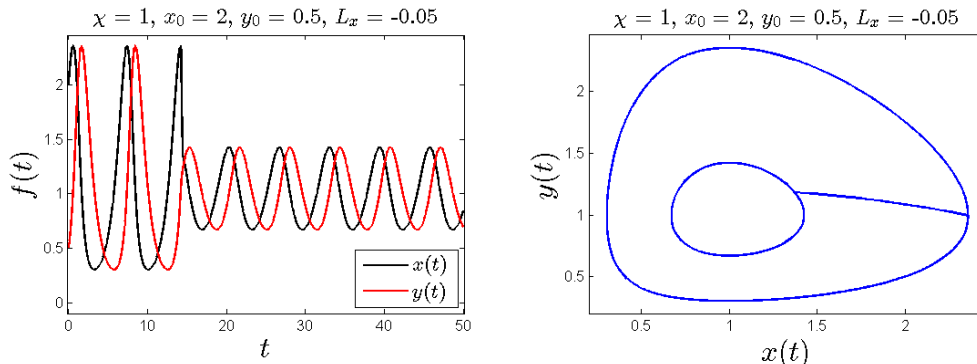 χ = 1, x₀ = 2, y₀ = 0.5, Lₓ = -0.05
f(t)
2
1.5
1
0.5
0
x(t)
y(t)
0 10 20 30 40 50
t
χ = 1, x₀ = 2, y₀ = 0.5, Lₓ = -0.05
y(t)
2
1.5
1
0.5
0.5 1 1.5 2
x(t)